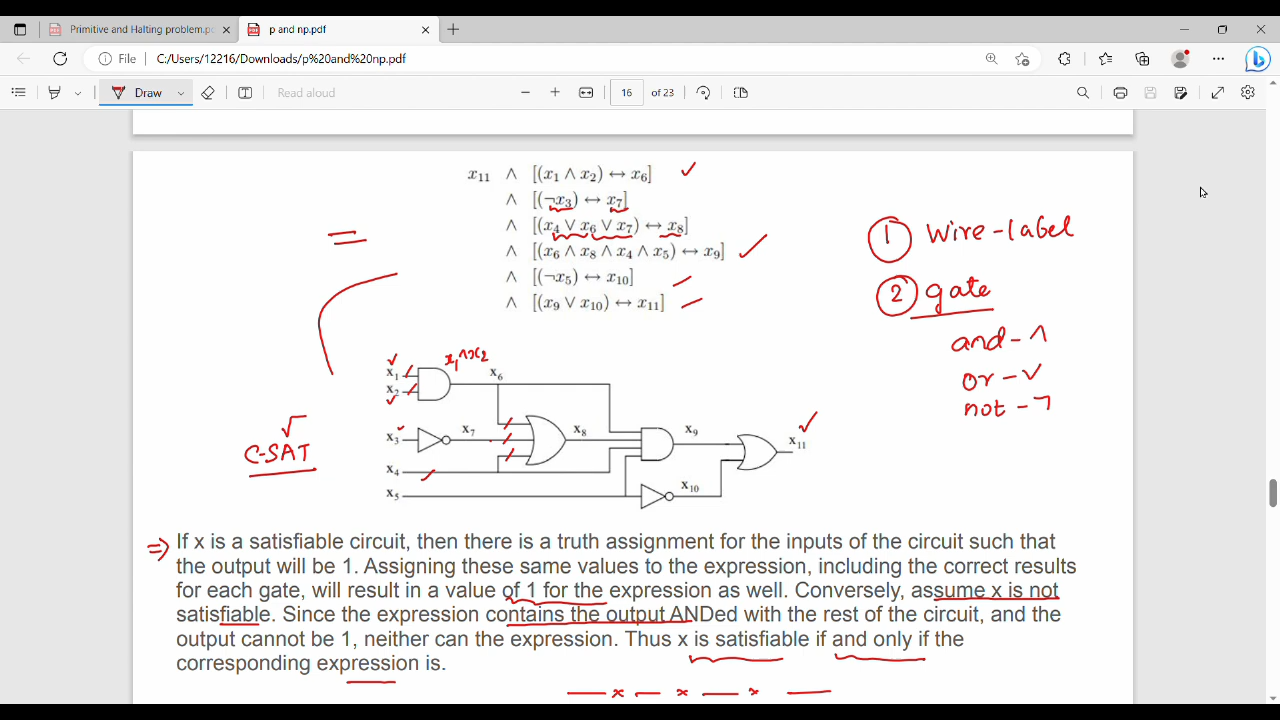 Primitive and Halting problem.pc
p and np.pdf
File C:/Users/12216/Downloads/p%20and%20np.pdf
Draw Read aloud 16 of 23
x11 ∧ [(x1 ∧ x2) ↔ x6]
∧ [(¬x3) ↔ x7]
∧ [(x4 ∨ x6 ∨ x7) ↔ x8]
∧ [(x6 ∧ x8 ∧ x4 ∧ x5) ↔ x9]
∧ [(¬x5) ↔ x10]
∧ [(x9 ∨ x10) ↔ x11]
1 Wire-label
2 gate
and - ∧
or - ∨
not - ¬
C-SAT
x1∧x2
x1
x2
x6
x3
x7
x8
x9
x11
x4
x5
x10
⇒ If x is a satisfiable circuit, then there is a truth assignment for the inputs of the circuit such that
the output will be 1. Assigning these same values to the expression, including the correct results
for each gate, will result in a value of 1 for the expression as well. Conversely, assume x is not
satisfiable. Since the expression contains the output ANDed with the rest of the circuit, and the
output cannot be 1, neither can the expression. Thus x is satisfiable if and only if the
corresponding expression is.
— x — x — x —